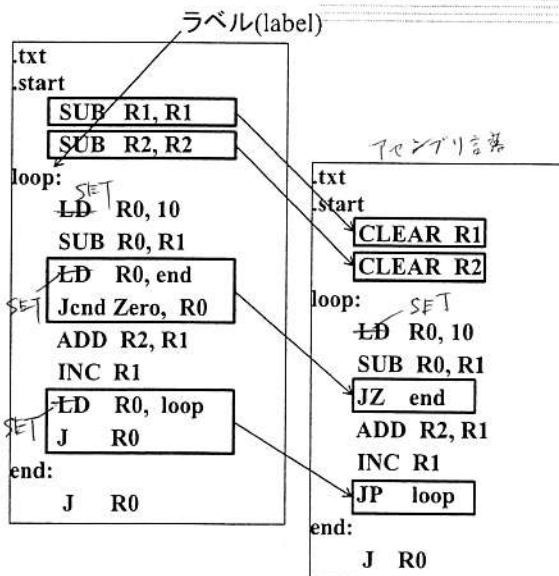 ラベル(label)
.txt
.start
SUB R1, R1
SUB R2, R2
loop:
SET
LD R0, 10
SUB R0, R1
SET
LD R0, end
Jcnd Zero, R0
ADD R2, R1
INC R1
SET
LD R0, loop
J R0
end:
J R0
アセンブリ言語
.txt
.start
CLEAR R1
CLEAR R2
loop:
SET
LD R0, 10
SUB R0, R1
JZ end
ADD R2, R1
INC R1
JP loop
end:
J R0